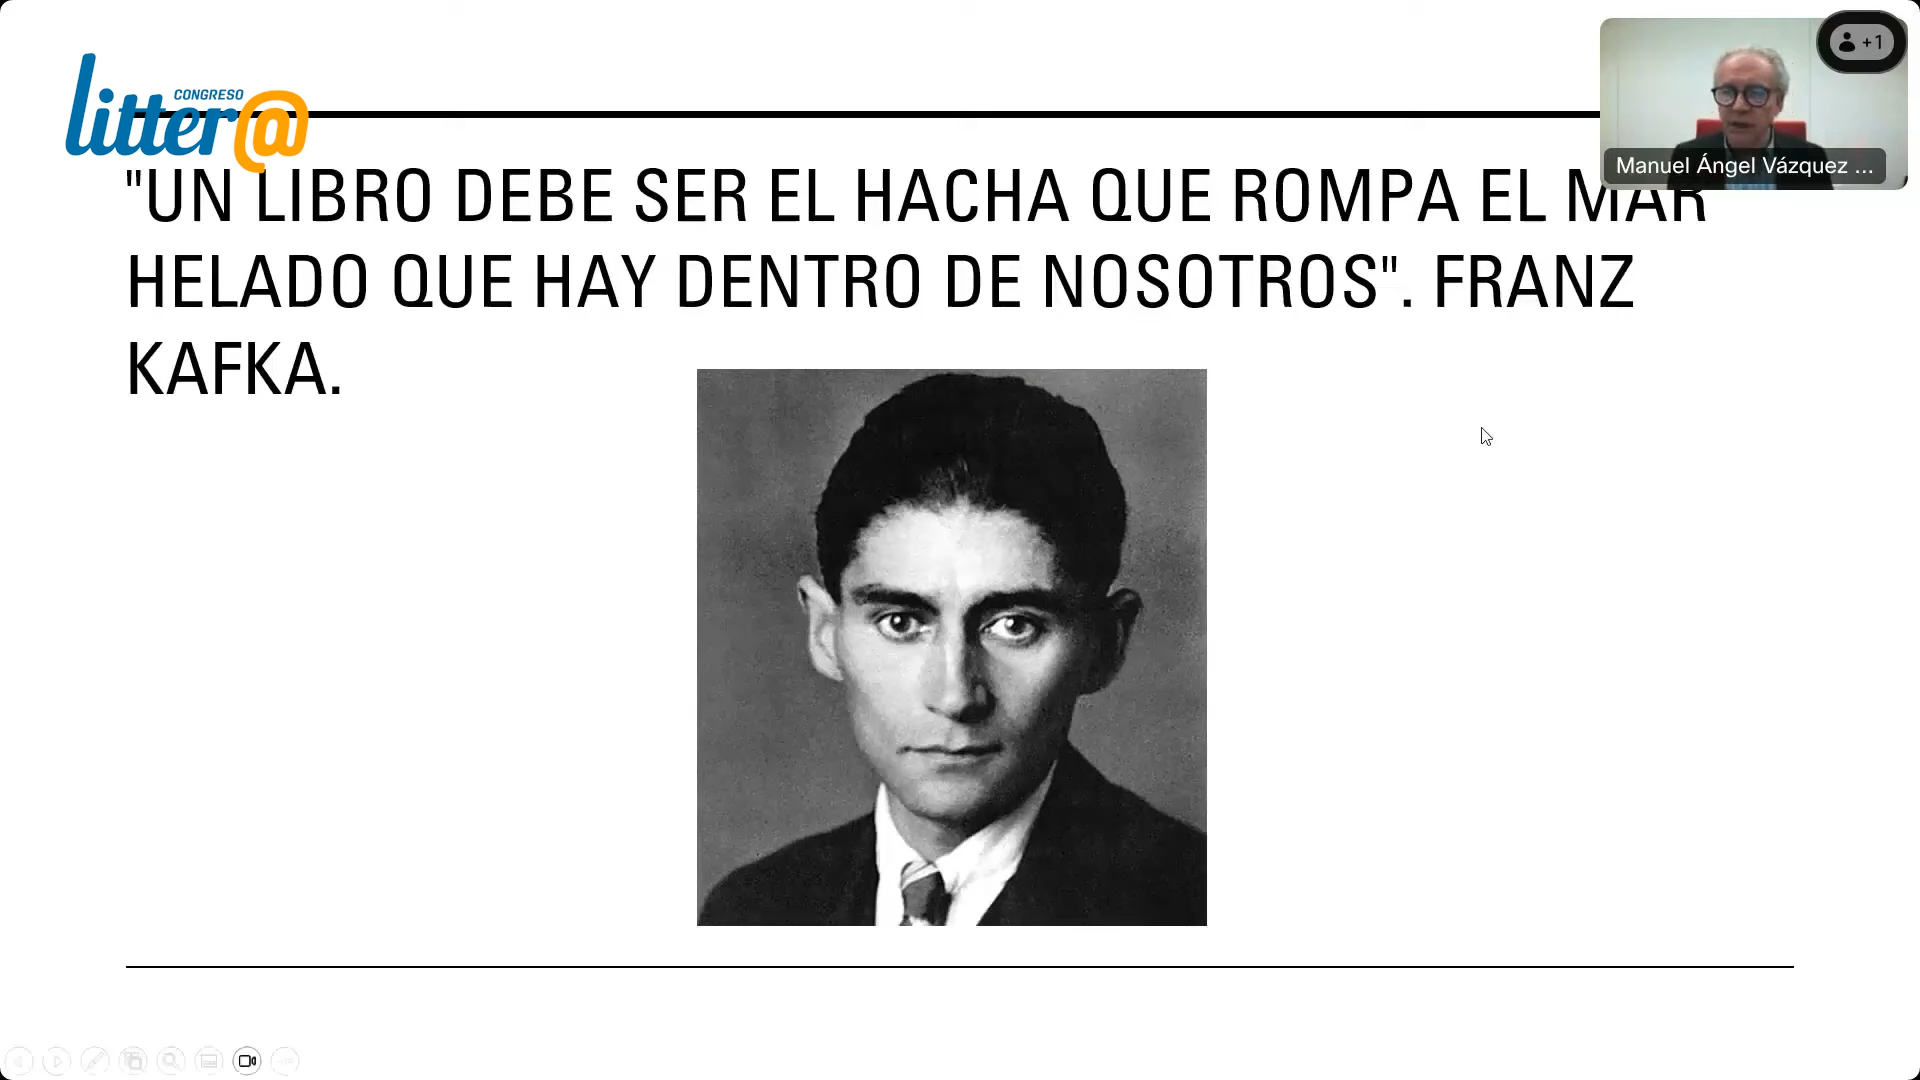 CONGRESO
litter@
+1
Manuel Ángel Vázquez ...
"UN LIBRO DEBE SER EL HACHA QUE ROMPA EL MAR
HELADO QUE HAY DENTRO DE NOSOTROS". FRANZ
KAFKA.